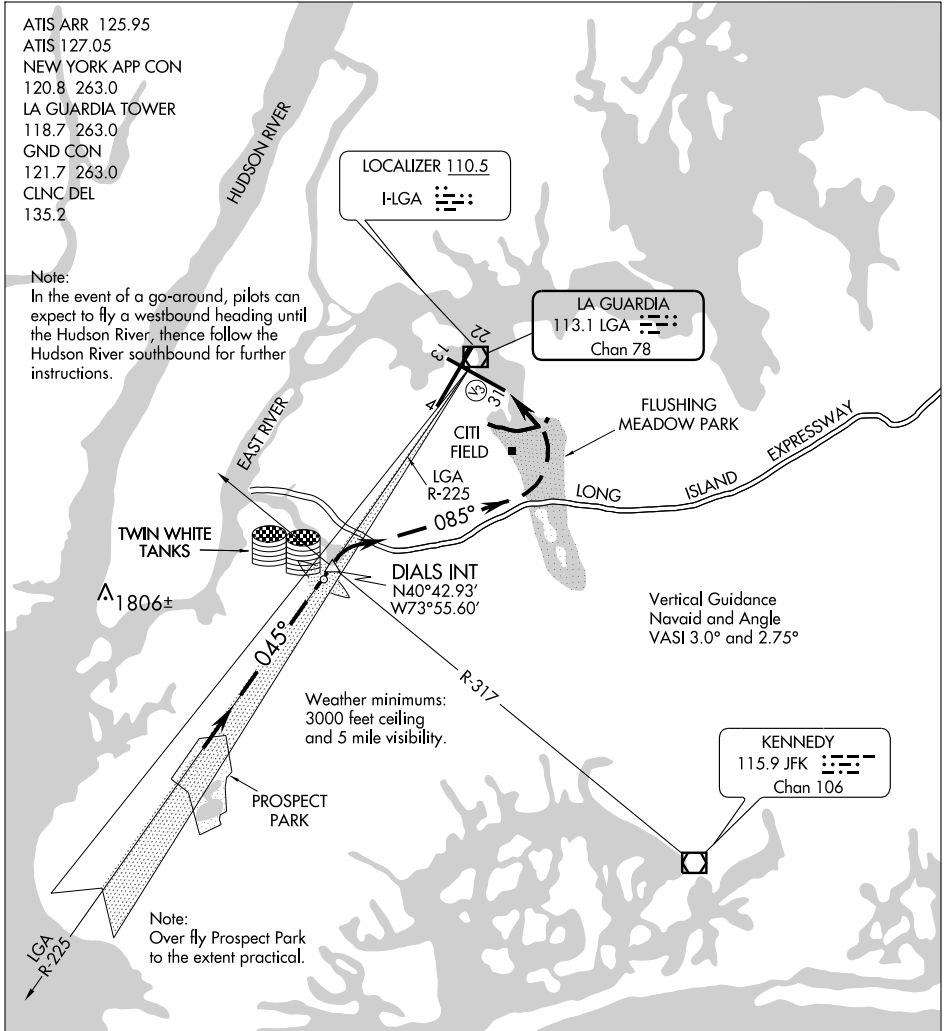 ATIS ARR 125.95
ATIS 127.05
NEW YORK APP CON
120.8 263.0
LA GUARDIA TOWER
118.7 263.0
GND CON
121.7 263.0
CLNC DEL
135.2
HUDSON RIVER
LOCALIZER 110.5
I-LGA
Note:
In the event of a go-around, pilots can
expect to fly a westbound heading until
the Hudson River, thence follow the
Hudson River southbound for further
instructions.
LA GUARDIA
113.1 LGA
Chan 78
22
13
V3
31
4
EAST RIVER
CITI
FIELD
FLUSHING
MEADOW PARK
LGA
R-225
LONG ISLAND EXPRESSWAY
085°
TWIN WHITE
TANKS
DIALS INT
N40°42.93'
W73°55.60'
1806±
045°
Vertical Guidance
Navaid and Angle
VASI 3.0° and 2.75°
R-317
Weather minimums:
3000 feet ceiling
and 5 mile visibility.
KENNEDY
115.9 JFK
Chan 106
PROSPECT
PARK
Note:
Over fly Prospect Park
to the extent practical.
LGA
R-225